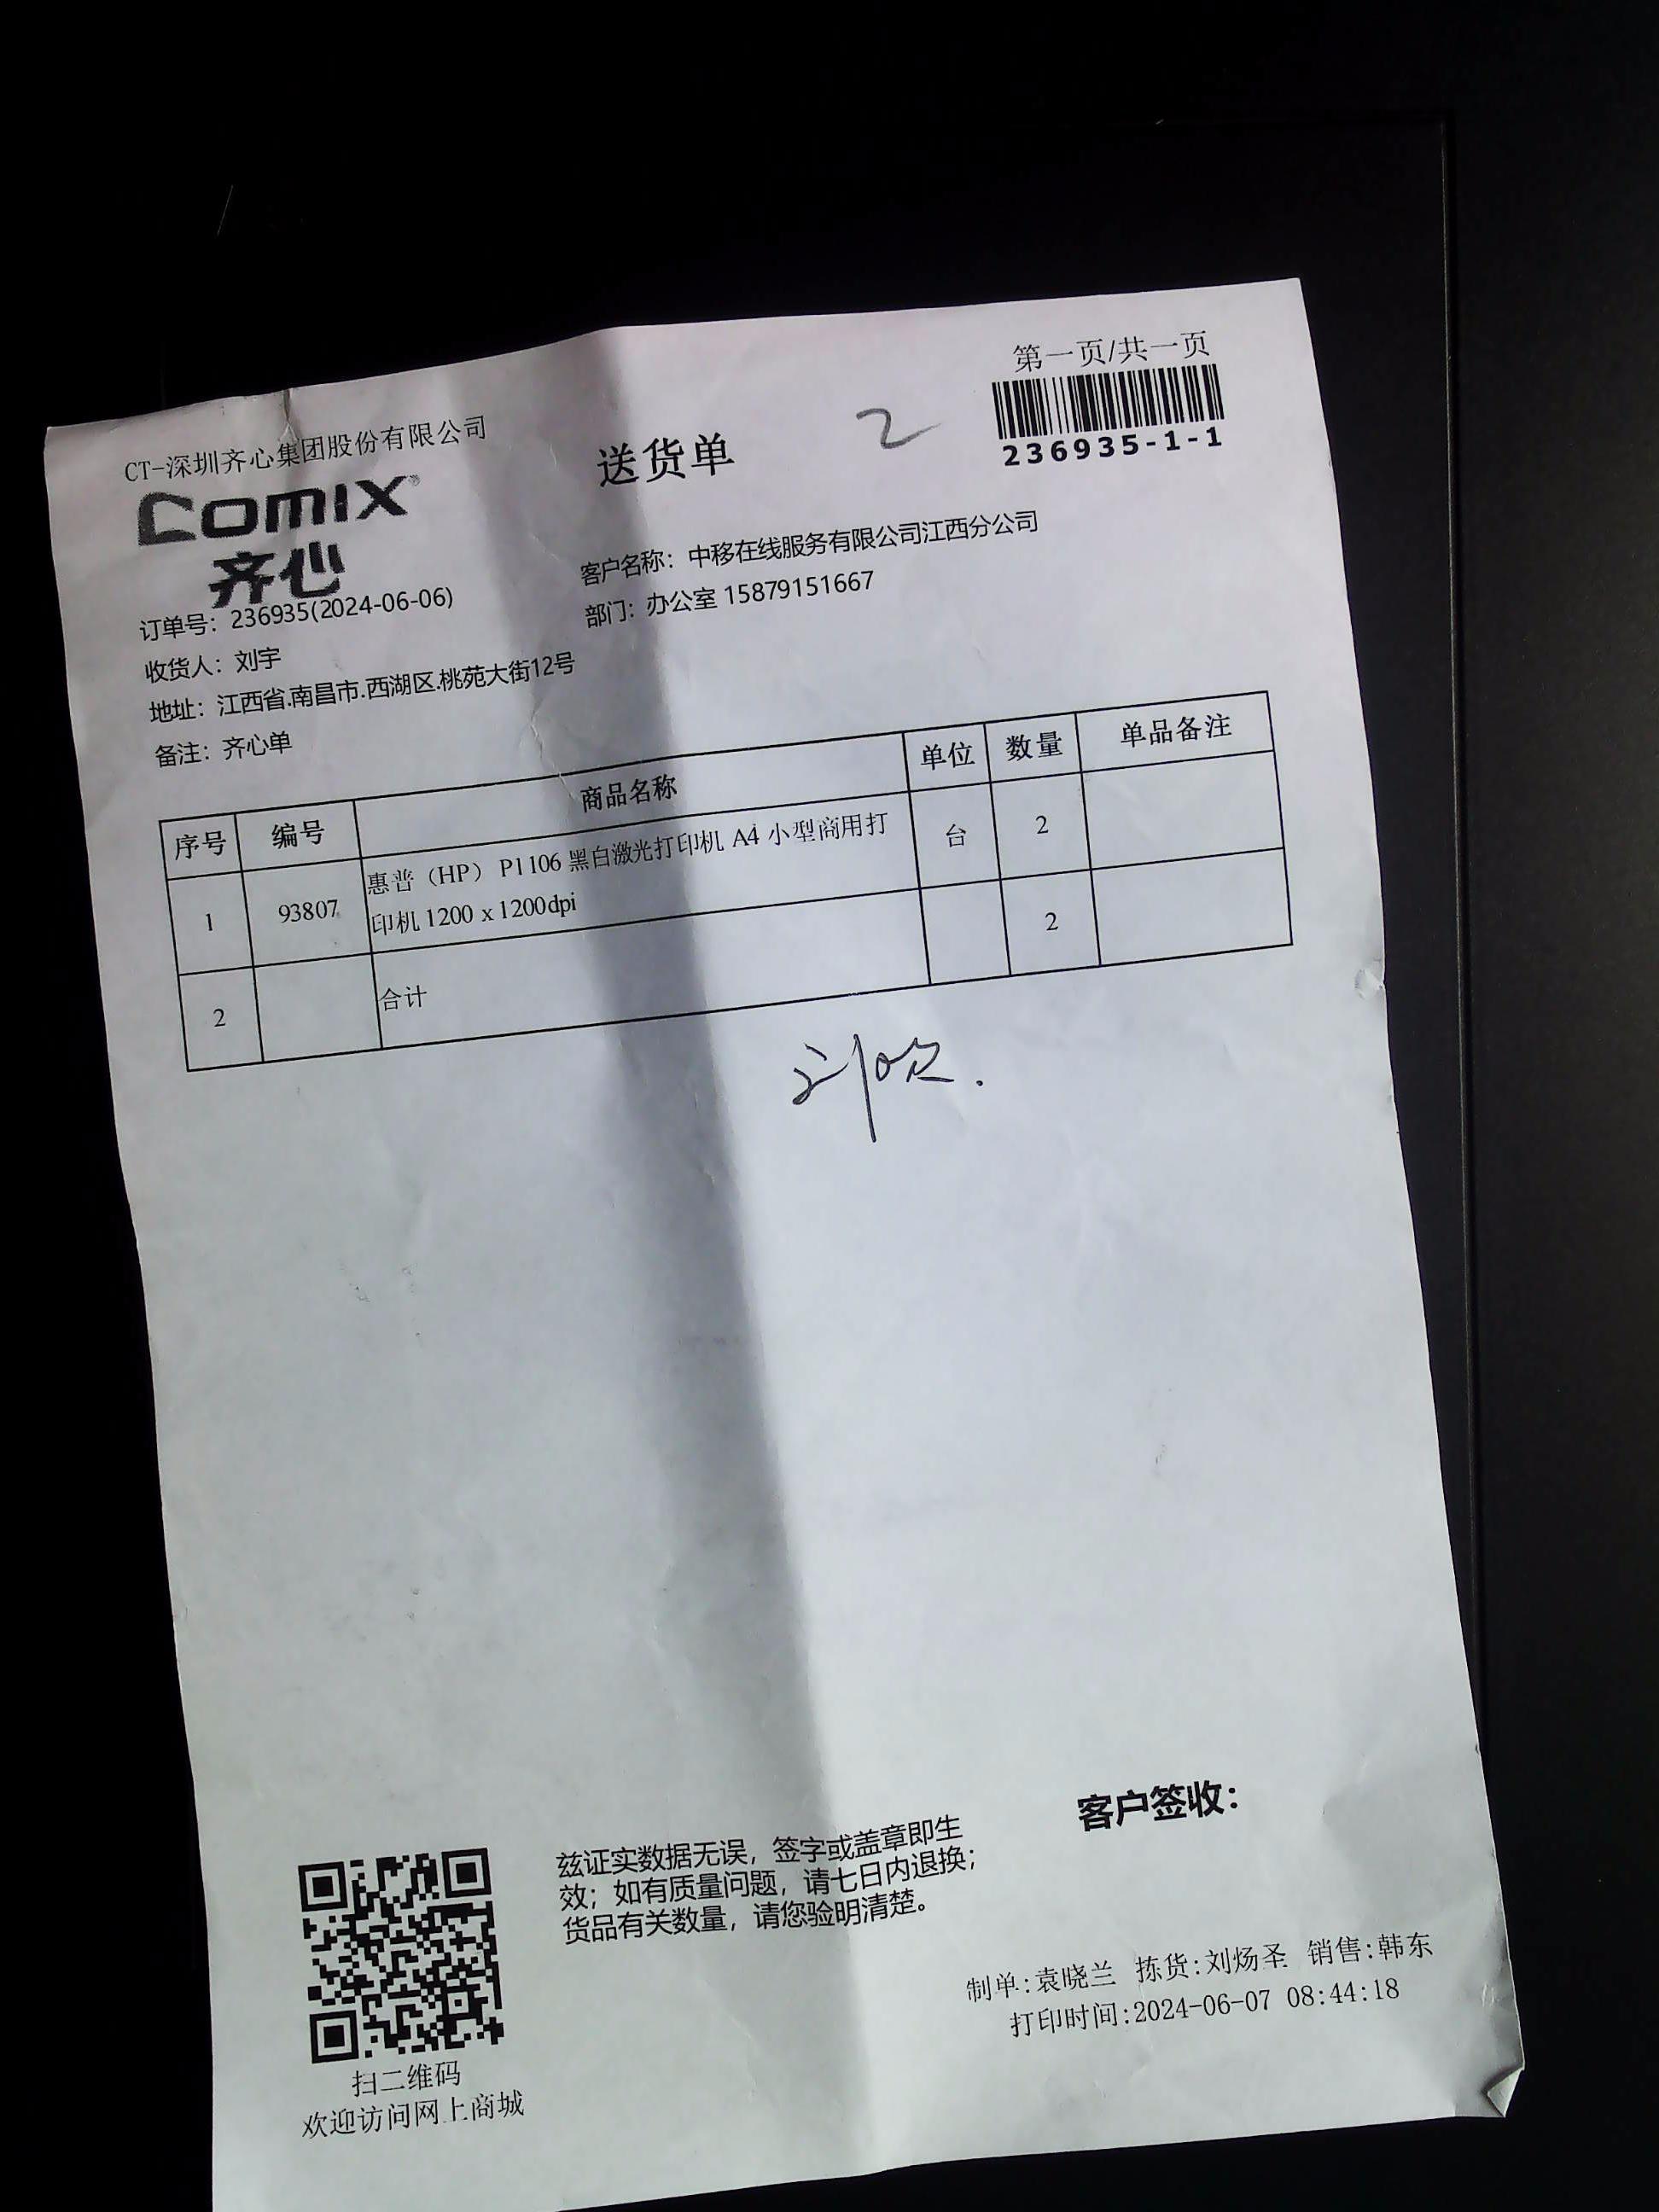 第一页/共一页
CT-深圳齐心集团股份有限公司
送货单
2
236935-1-1
comix
齐心
客户名称：中移在线服务有限公司江西分公司
订单号：236935(2024-06-06)
部门：办公室 15879151667
收货人：刘宇
地址：江西省.南昌市.西湖区.桃苑大街12号
备注：齐心单
序号 编号 商品名称 单位 数量 单品备注
1 93807 惠普（HP） P1106 黑白激光打印机 A4 小型商用打 台 2
印机 1200 x 1200dpi
2 合计 2
客户签收：
兹证实数据无误，签字或盖章即生
效；如有质量问题，请七日内退换；
货品有关数量，请您验明清楚。
制单:袁晓兰 拣货:刘炀圣 销售:韩东
打印时间:2024-06-07 08:44:18
扫二维码
欢迎访问网上商城